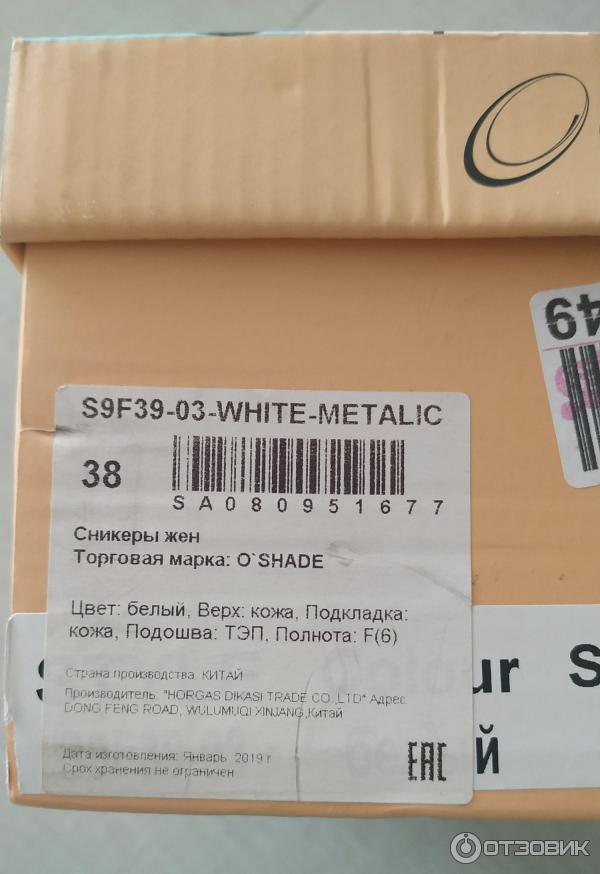 49
S9F39-03-WHITE-METALIC
38
SA080951677
Сникеры жен
Торговая марка: O`SHADE
Цвет: белый, Верх: кожа, Подкладка:
кожа, Подошва: ТЭП, Полнота: F(6)
Страна производства: КИТАЙ
Производитель: "HORGAS DIKASI TRADE CO.,LTD" Адрес:
DONG FENG ROAD, WULUMUQI XINJANG,Китай
Дата изготовления: Январь 2019 г
Срок хранения не ограничен
EAC
ur S
й
ОТЗОВИК